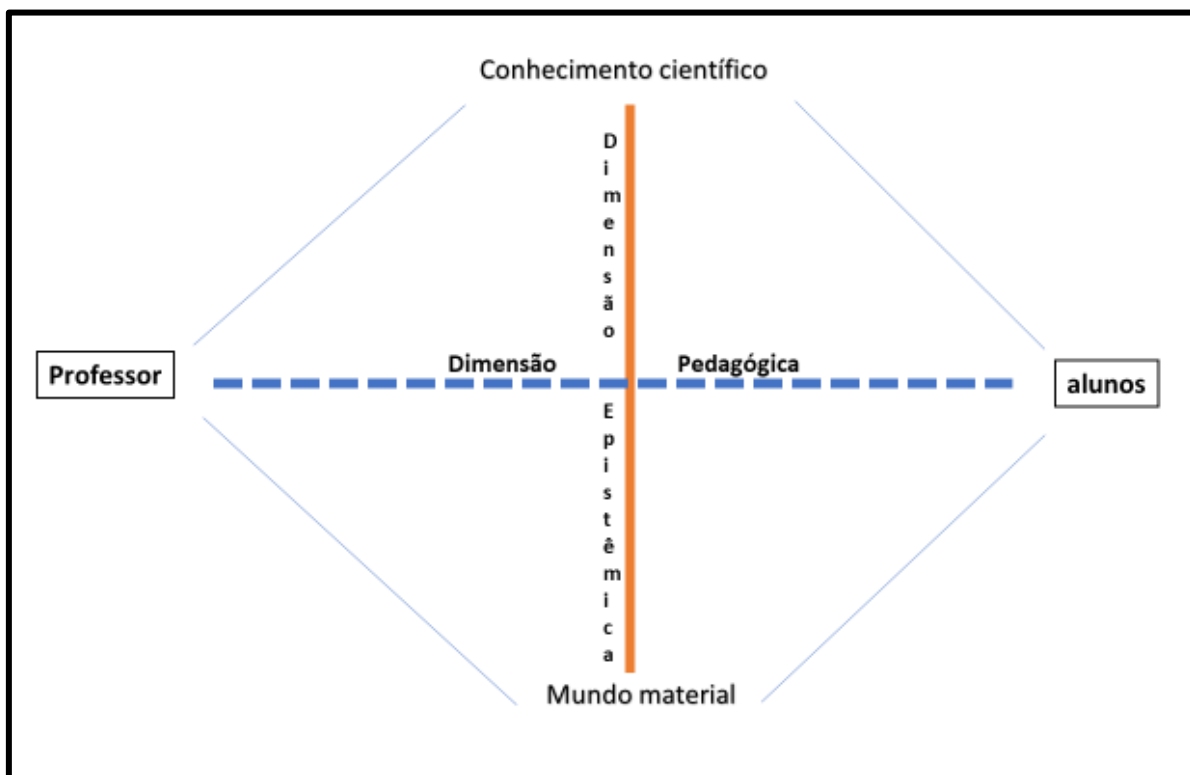 Conhecimento científico
Dimensão
Professor
Dimensão Pedagógica
alunos
Epistêmica
Mundo material